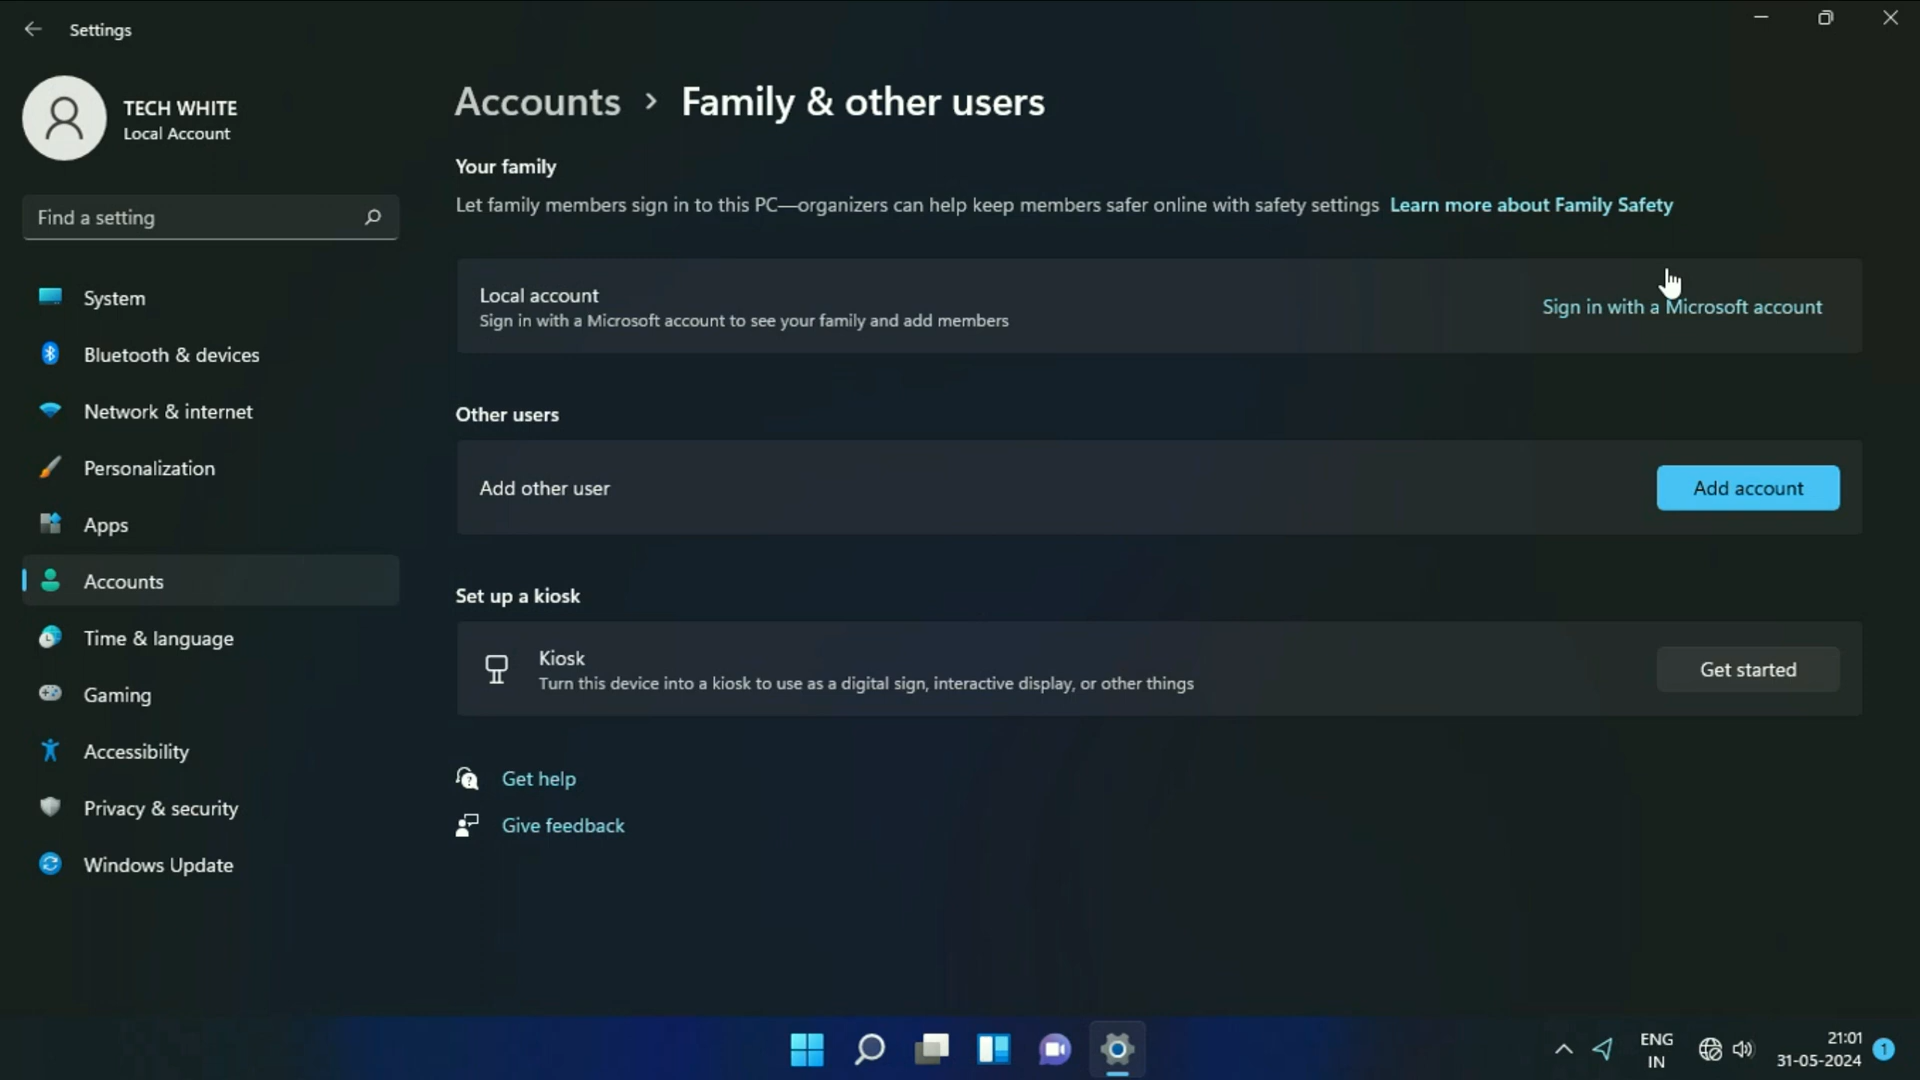 Settings
TECH WHITE
Local Account
Find a setting
System
Bluetooth & devices
Network & internet
Personalization
Apps
Accounts
Time & language
Gaming
Accessibility
Privacy & security
Windows Update
Accounts > Family & other users
Your family
Let family members sign in to this PC—organizers can help keep members safer online with safety settings Learn more about Family Safety
Local account
Sign in with a Microsoft account to see your family and add members
Sign in with a Microsoft account
Other users
Add other user
Add account
Set up a kiosk
Kiosk
Turn this device into a kiosk to use as a digital sign, interactive display, or other things
Get started
Get help
Give feedback
ENG
IN
21:01
31-05-2024
1